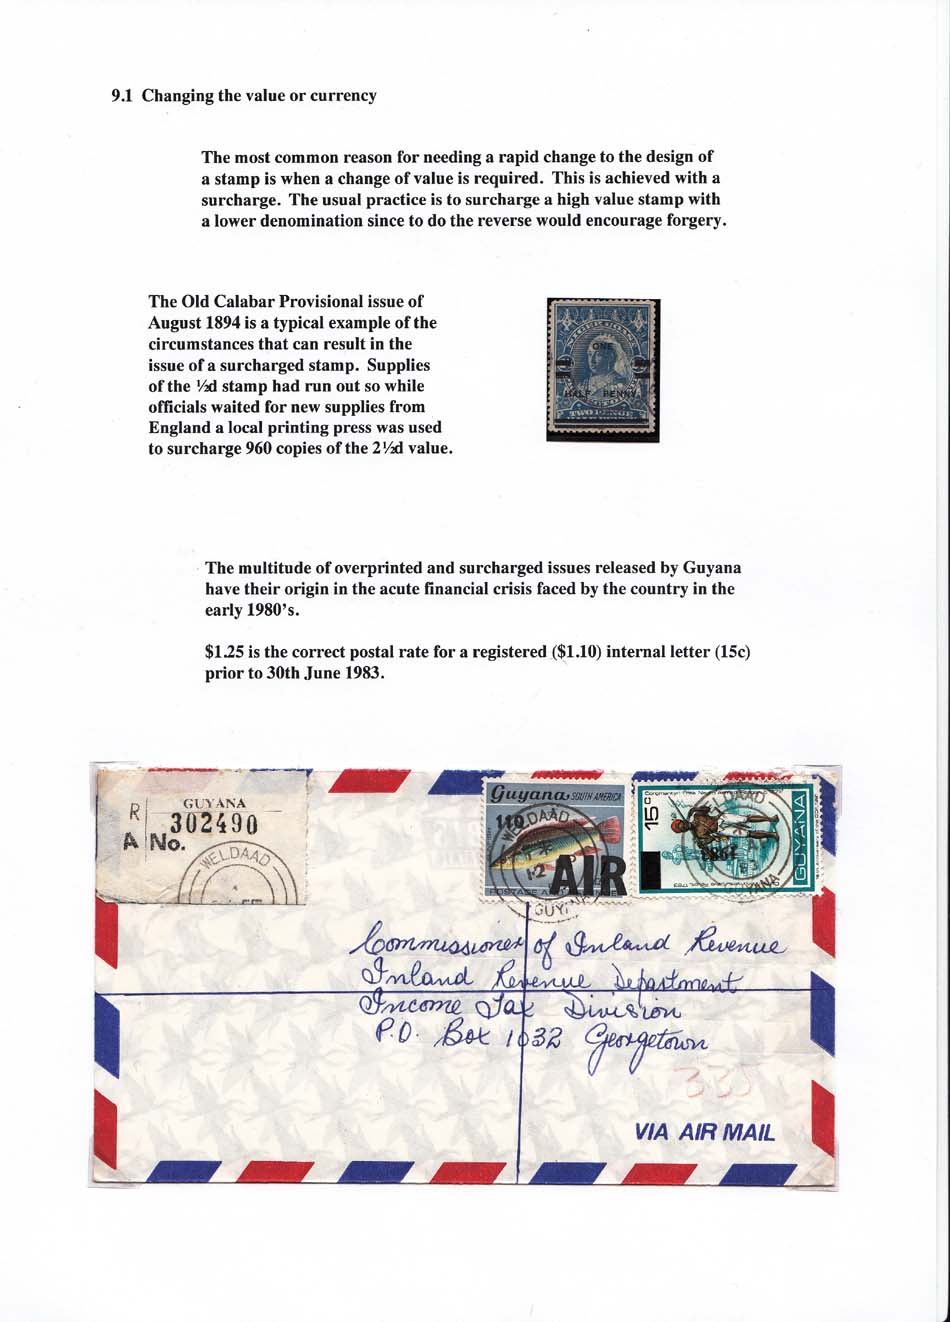 9.1 Changing the value or currency
The most common reason for needing a rapid change to the design of
a stamp is when a change of value is required. This is achieved with a
surcharge. The usual practice is to surcharge a high value stamp with
a lower denomination since to do the reverse would encourage forgery.
The Old Calabar Provisional issue of
August 1894 is a typical example of the
circumstances that can result in the
issue of a surcharged stamp. Supplies
of the ½d stamp had run out so while
officials waited for new supplies from
England a local printing press was used
to surcharge 960 copies of the 2½d value.
ONE
HALF PENNY
The multitude of overprinted and surcharged issues released by Guyana
have their origin in the acute financial crisis faced by the country in the
early 1980's.
$1.25 is the correct postal rate for a registered ($1.10) internal letter (15c)
prior to 30th June 1983.
R
GUYANA
302490
A No.
WELDAAD
Guyana SOUTH AMERICA
110
AIR
WELDAAD
GUY
15c
1981
GUYANA
WELDAAD
Commissioner of Inland Revenue
Inland Revenue Department
Income Tax Division
P.O. Box 1032 Georgetown
335
VIA AIR MAIL